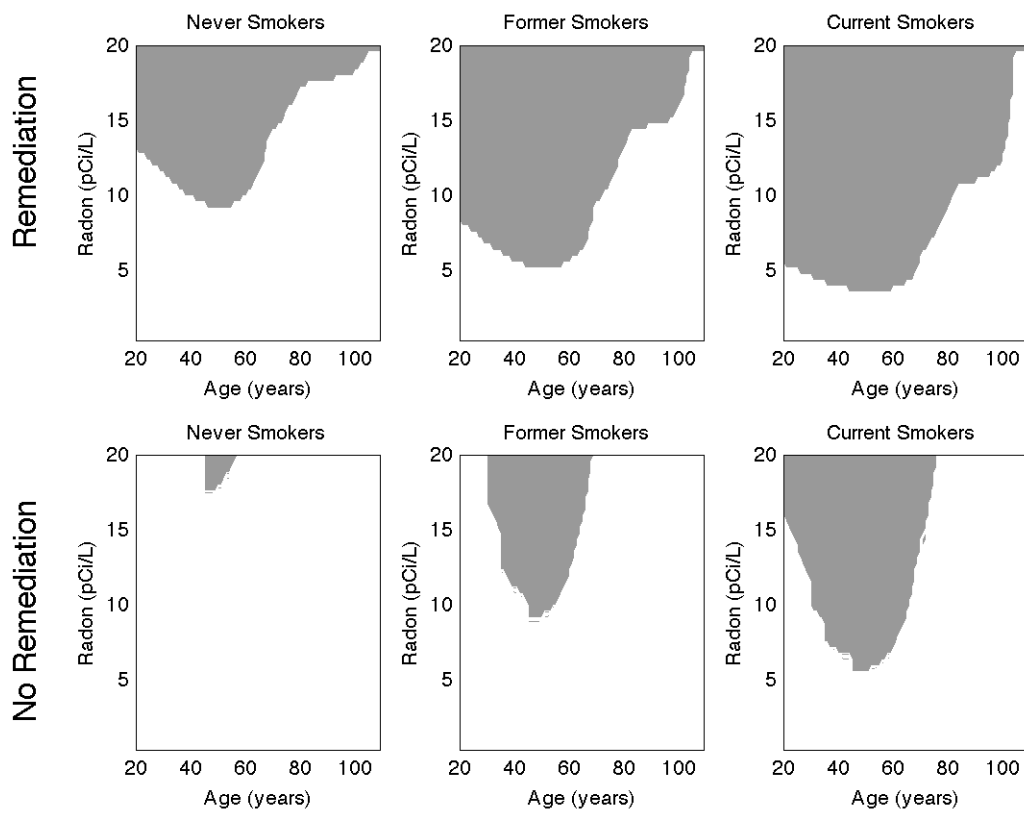 Never Smokers
Former Smokers
Current Smokers
Remediation
Radon (pCi/L)
20
15
10
5
20 40 60 80 100
Age (years)
Radon (pCi/L)
20
15
10
5
20 40 60 80 100
Age (years)
Radon (pCi/L)
20
15
10
5
20 40 60 80 100
Age (years)
Never Smokers
Former Smokers
Current Smokers
No Remediation
Radon (pCi/L)
20
15
10
5
20 40 60 80 100
Age (years)
Radon (pCi/L)
20
15
10
5
20 40 60 80 100
Age (years)
Radon (pCi/L)
20
15
10
5
20 40 60 80 100
Age (years)